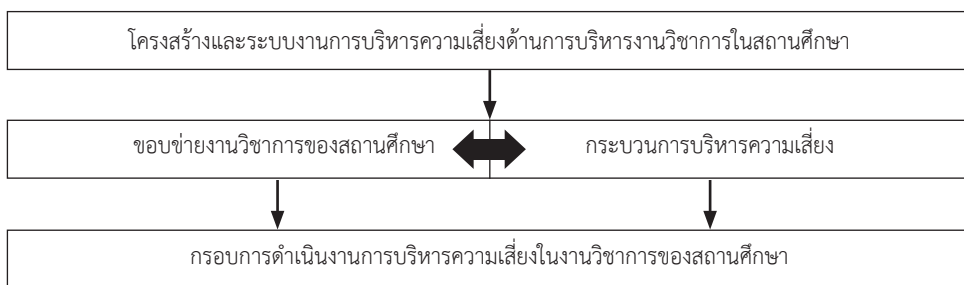 โครงสร้างและระบบงานการบริหารความเสี่ยงด้านการบริหารงานวิชาการในสถานศึกษา
ขอบข่ายงานวิชาการของสถานศึกษา
กระบวนการบริหารความเสี่ยง
กรอบการดำเนินงานการบริหารความเสี่ยงในงานวิชาการของสถานศึกษา